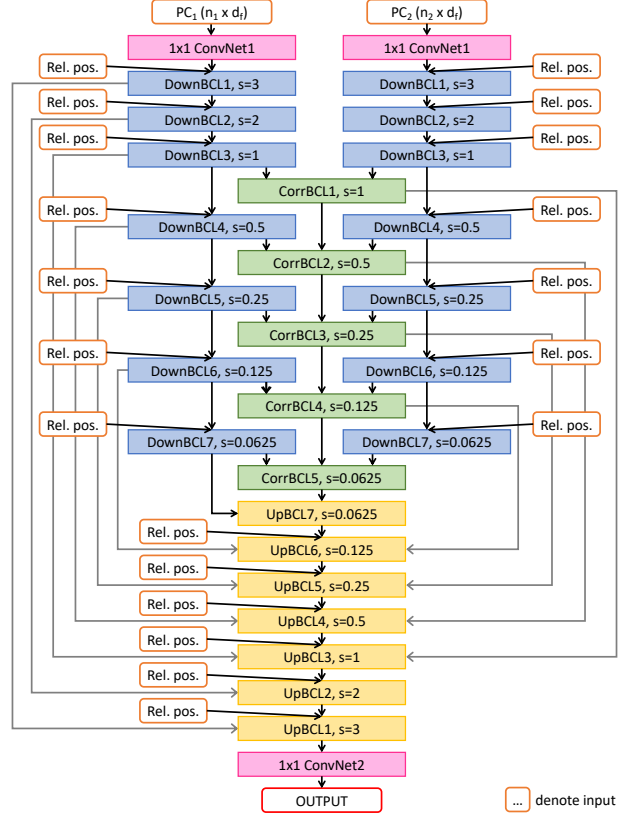 PC₁ (n₁ x d_f) PC₂ (n₂ x d_f)
1x1 ConvNet1 1x1 ConvNet1
Rel. pos. Rel. pos.
DownBCL1, s=3 DownBCL1, s=3
Rel. pos. Rel. pos.
DownBCL2, s=2 DownBCL2, s=2
Rel. pos. Rel. pos.
DownBCL3, s=1 DownBCL3, s=1
CorrBCL1, s=1
Rel. pos. Rel. pos.
DownBCL4, s=0.5 DownBCL4, s=0.5
CorrBCL2, s=0.5
Rel. pos. Rel. pos.
DownBCL5, s=0.25 DownBCL5, s=0.25
CorrBCL3, s=0.25
Rel. pos. Rel. pos.
DownBCL6, s=0.125 DownBCL6, s=0.125
CorrBCL4, s=0.125
Rel. pos. Rel. pos.
DownBCL7, s=0.0625 DownBCL7, s=0.0625
CorrBCL5, s=0.0625
UpBCL7, s=0.0625
Rel. pos.
UpBCL6, s=0.125
Rel. pos.
UpBCL5, s=0.25
Rel. pos.
UpBCL4, s=0.5
Rel. pos.
UpBCL3, s=1
Rel. pos.
UpBCL2, s=2
Rel. pos.
UpBCL1, s=3
1x1 ConvNet2
OUTPUT ... denote input